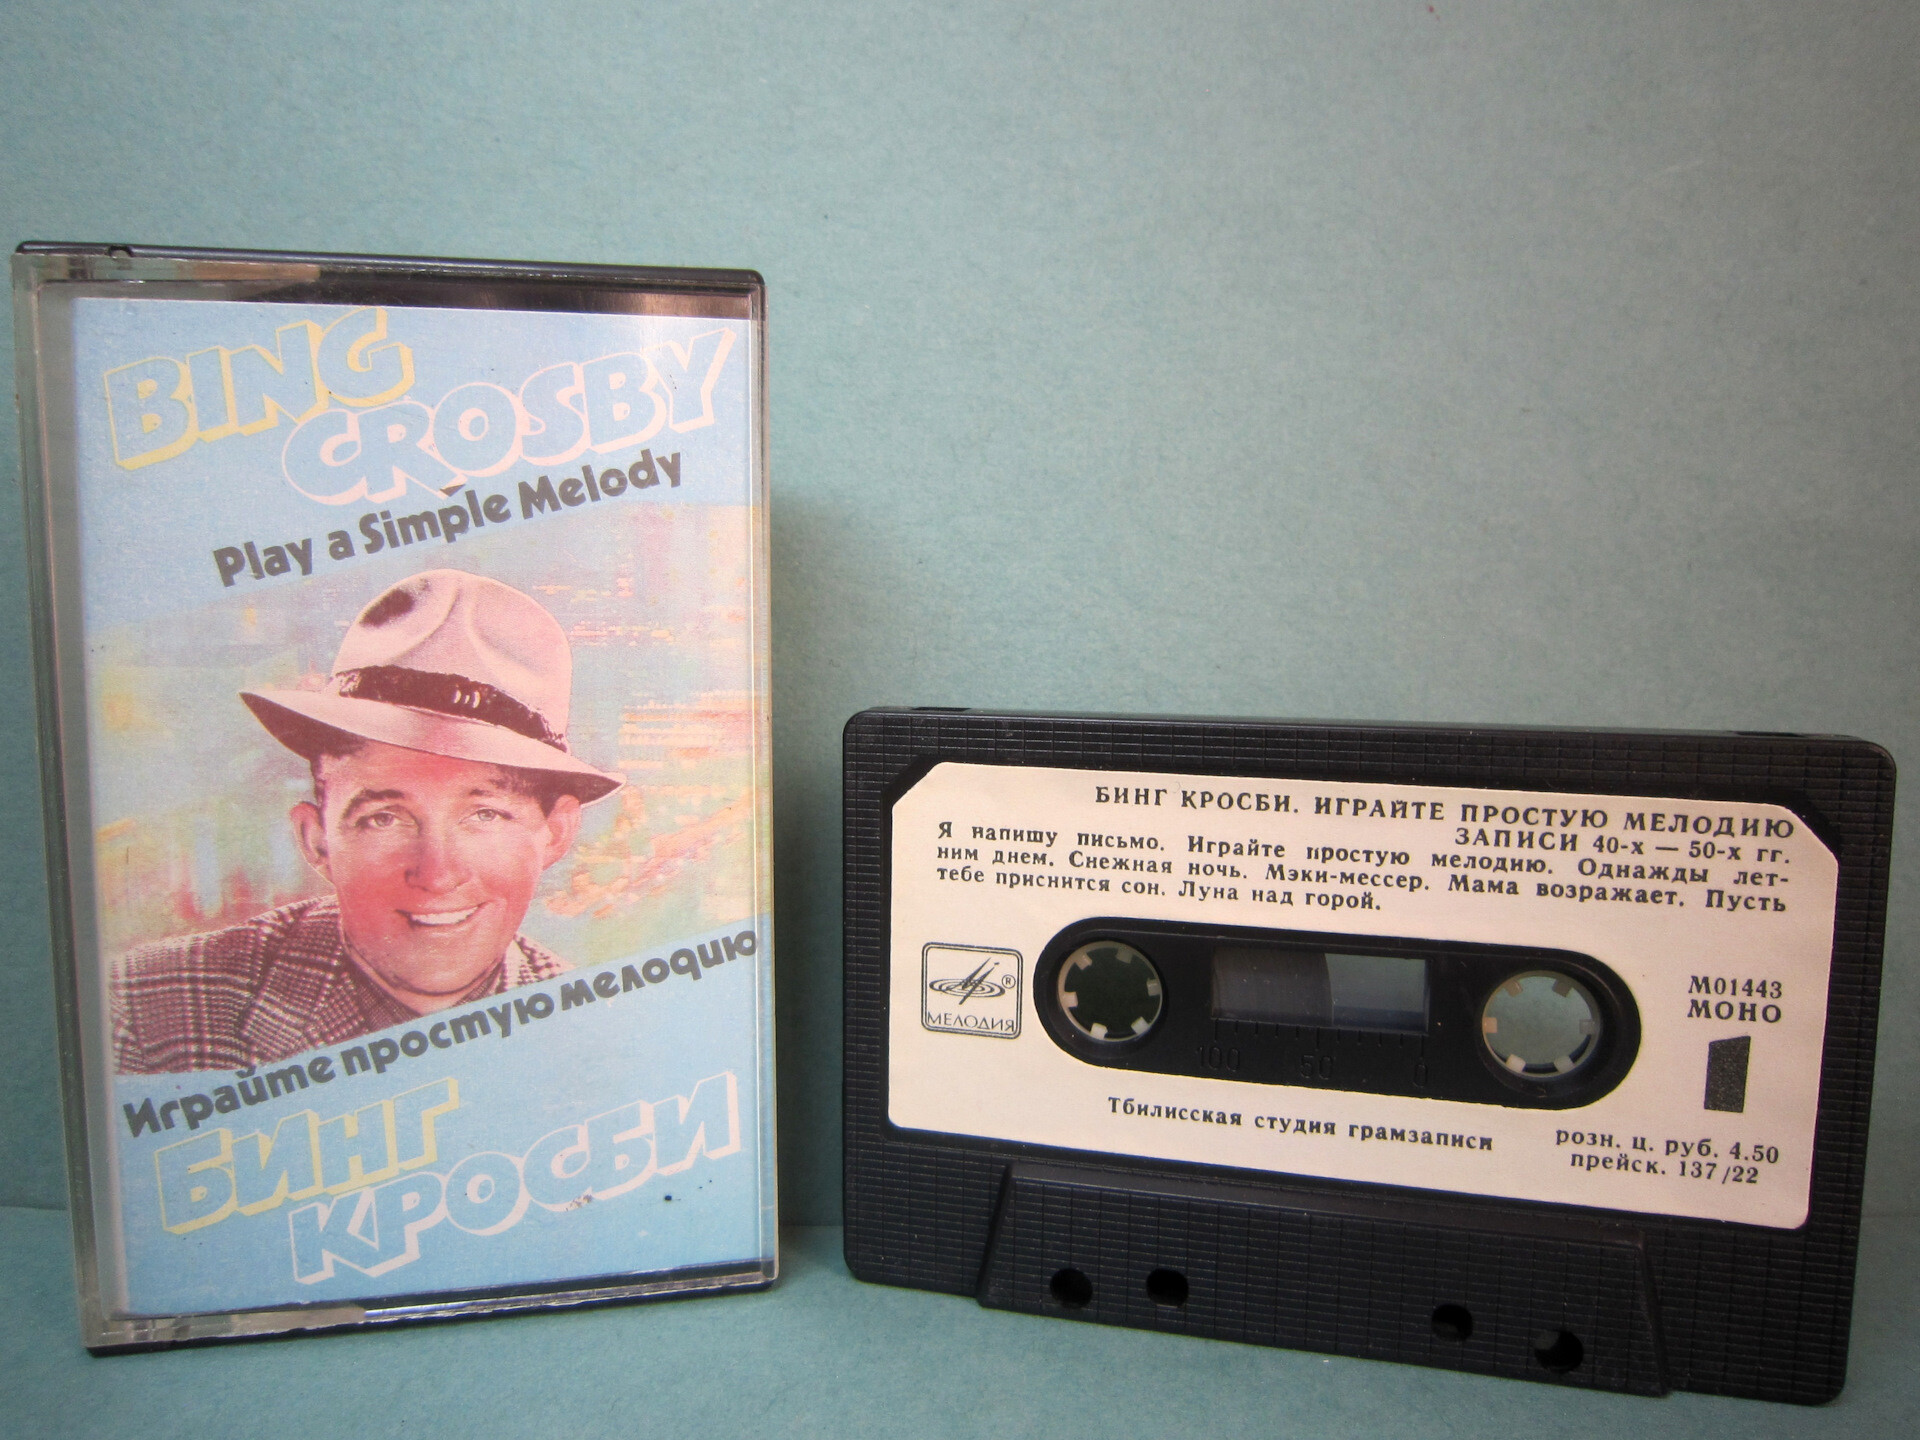 BING
CROSBY
Play a Simple Melody
Играйте простую мелодию
БИНГ
КРОСБИ
БИНГ КРОСБИ. ИГРАЙТЕ ПРОСТУЮ МЕЛОДИЮ
ЗАПИСИ 40-х — 50-х гг.
Я напишу письмо. Играйте простую мелодию. Однажды лет-
ним днем. Снежная ночь. Мэки-мессер. Мама возражает. Пусть
тебе приснится сон. Луна над горой.
®
МЕЛОДИЯ
М01443
МОНО
1
100 50 0
Тбилисская студия грамзаписи
розн. ц. руб. 4.50
прейск. 137/22